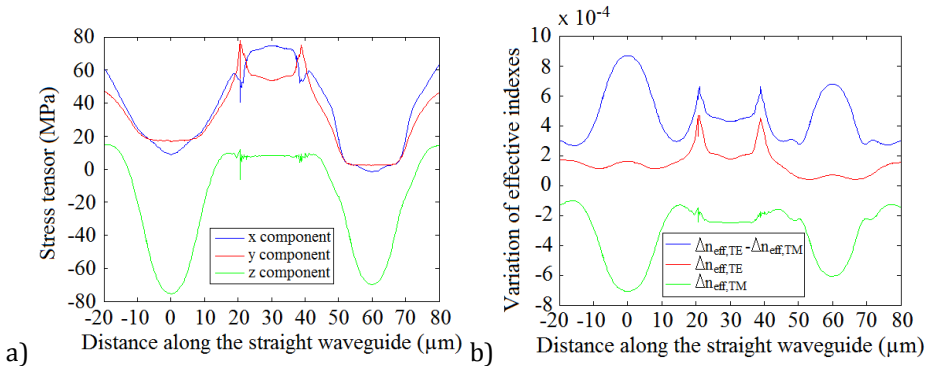 a)
Stress tensor (MPa)
80
60
40
20
0
-20
-40
-60
-80
x component
y component
z component
-20 -10 0 10 20 30 40 50 60 70 80
Distance along the straight waveguide (µm)
b)
x 10⁻⁴
Variation of effective indexes
10
8
6
4
2
0
-2
-4
-6
-8
Δn_eff,TE - Δn_eff,TM
Δn_eff,TE
Δn_eff,TM
-20 -10 0 10 20 30 40 50 60 70 80
Distance along the straight waveguide (µm)